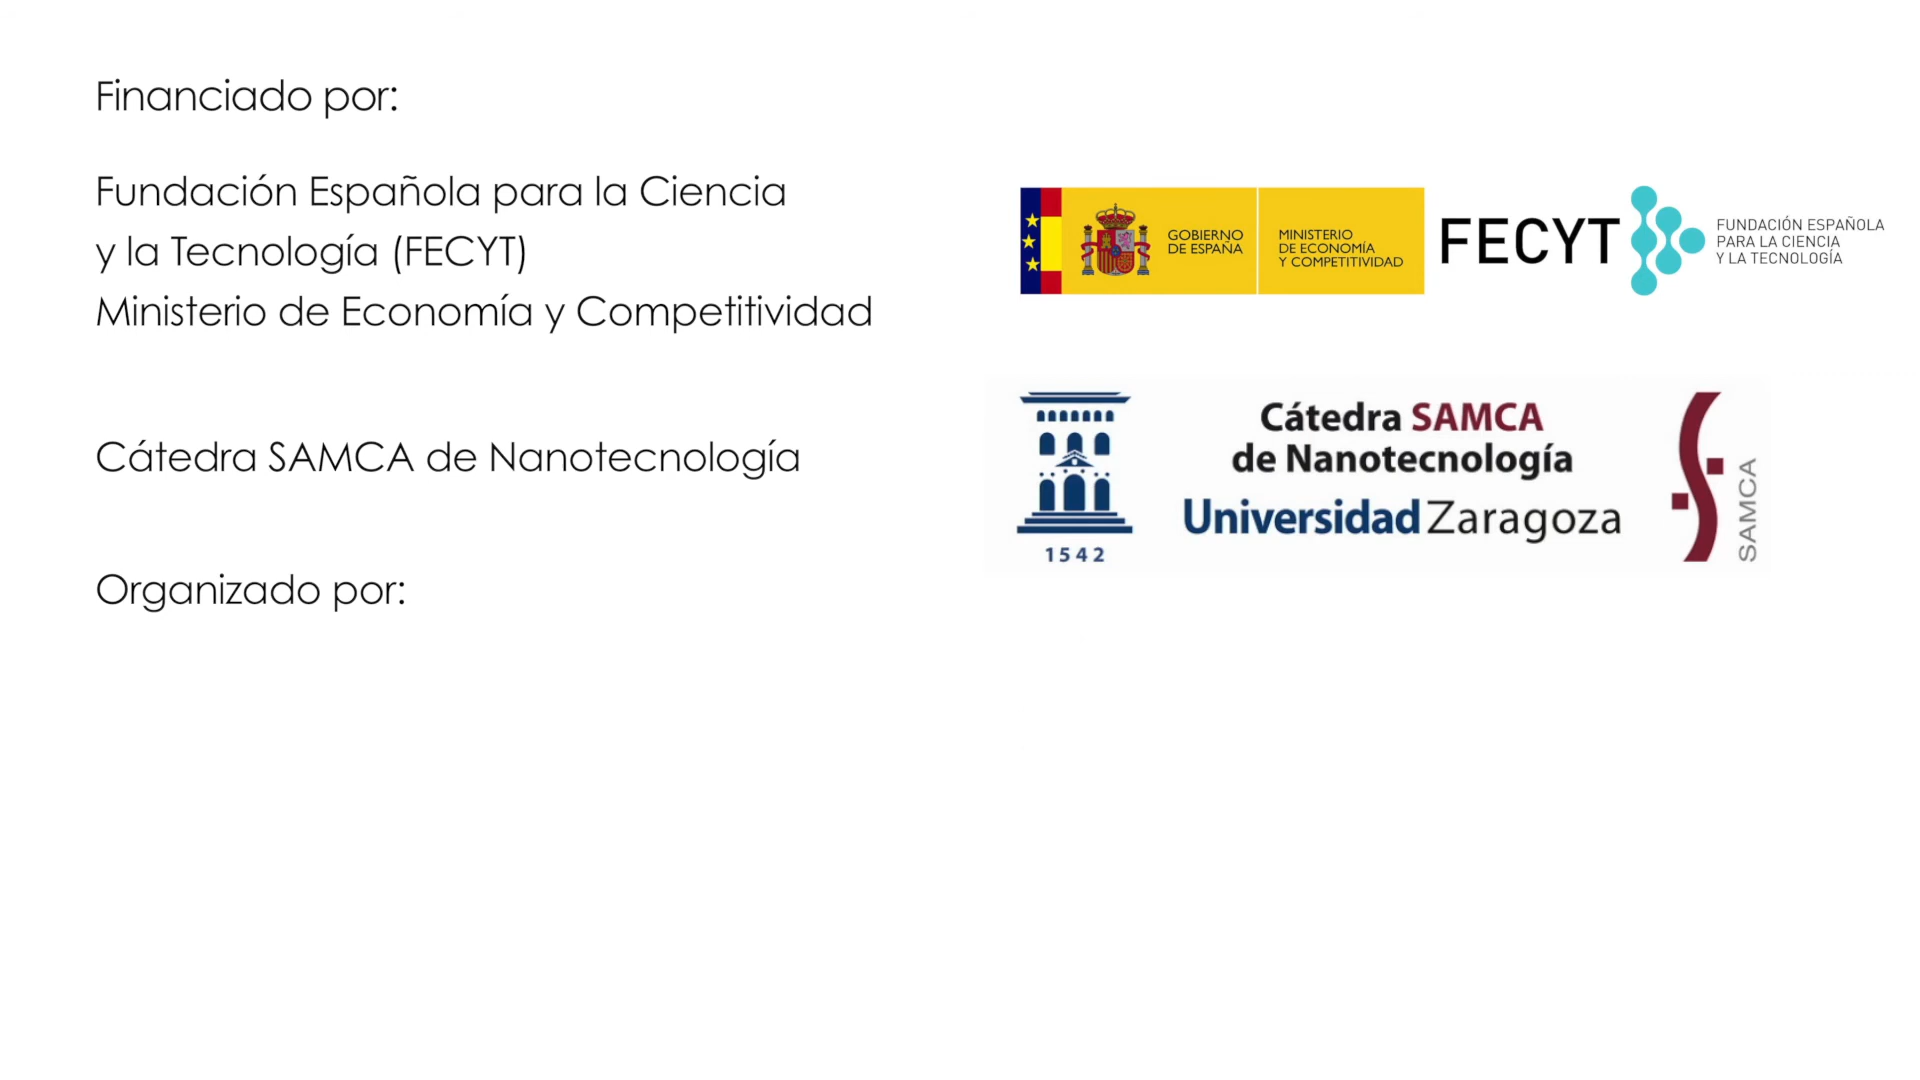 Financiado por:
Fundación Española para la Ciencia
y la Tecnología (FECYT)
Ministerio de Economía y Competitividad
GOBIERNO
DE ESPAÑA
MINISTERIO
DE ECONOMÍA
Y COMPETITIVIDAD
FECYT
FUNDACIÓN ESPAÑOLA
PARA LA CIENCIA
Y LA TECNOLOGÍA
Cátedra SAMCA de Nanotecnología
1542
Cátedra SAMCA
de Nanotecnología
Universidad Zaragoza
SAMCA
Organizado por: